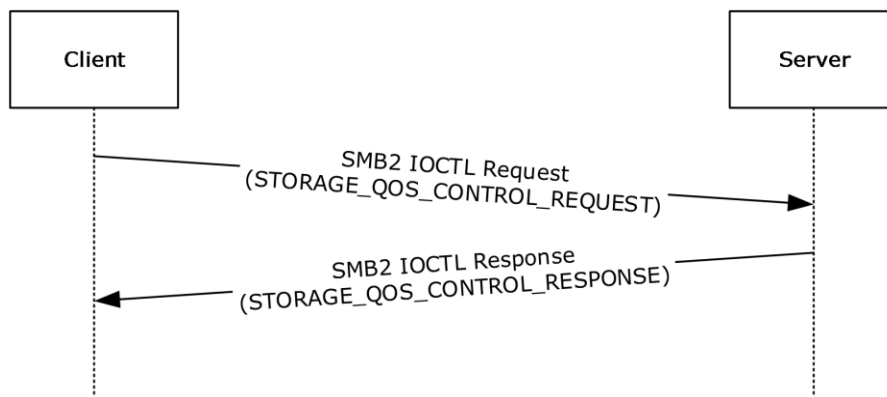 Client
Server
SMB2 IOCTL Request
(STORAGE_QOS_CONTROL_REQUEST)
SMB2 IOCTL Response
(STORAGE_QOS_CONTROL_RESPONSE)